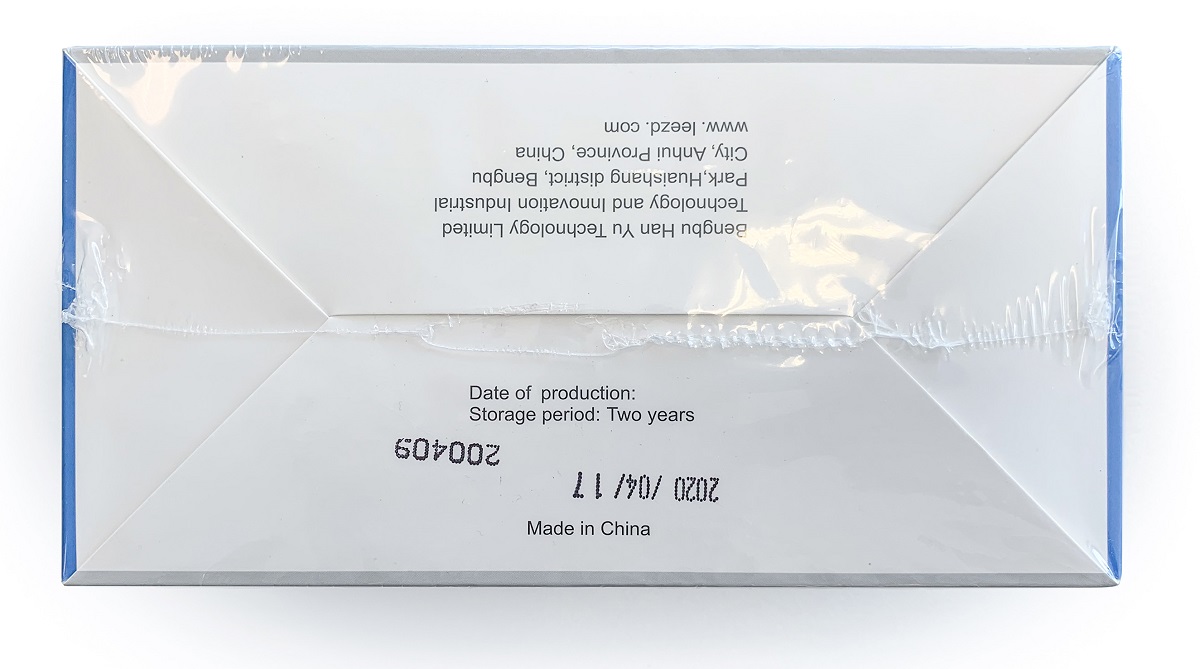 Bengbu Han Yu Technology Limited
Technology and Innovation Industrial
Park,Huaishang district, Bengbu
City, Anhui Province, China
www. leezd. com
Date of production:
Storage period: Two years
200409
2020/04/17
Made in China